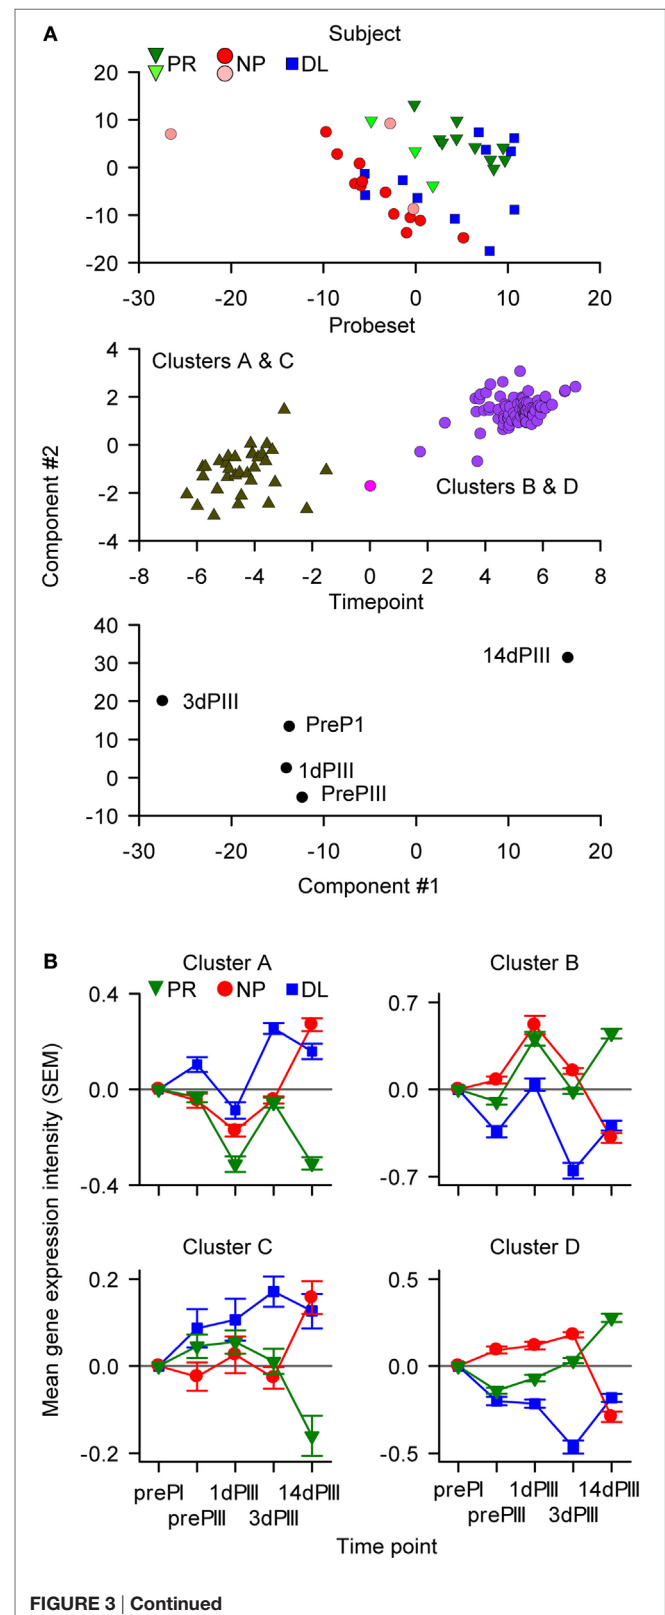 A
Subject
PR NP DL
20
10
0
-10
-20
-30 -20 -10 0 10 20
Probeset
Component #2
4
2
0
-2
-4
Clusters A & C
Clusters B & D
-8 -6 -4 -2 0 2 4 6 8
Timepoint
40
30
20
10
0
-10
14dPIII
3dPIII
PreP1
1dPIII
PrePIII
-30 -20 -10 0 10 20
Component #1
B
Mean gene expression intensity (SEM)
Cluster A
PR NP DL
0.4
0.0
-0.4
Cluster B
0.7
0.0
-0.7
Cluster C
0.2
0.0
-0.2
prePI 1dPIII 14dPIII
prePIII 3dPIII
Cluster D
0.5
0.0
-0.5
prePI 1dPIII 14dPIII
prePIII 3dPIII
Time point
FIGURE 3 | Continued